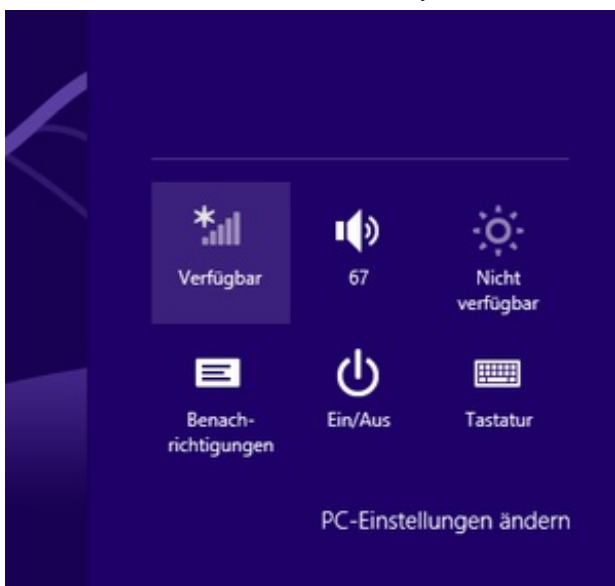 Verfügbar
67
Nicht
verfügbar
Benach-
richtigungen
Ein/Aus
Tastatur
PC-Einstellungen ändern